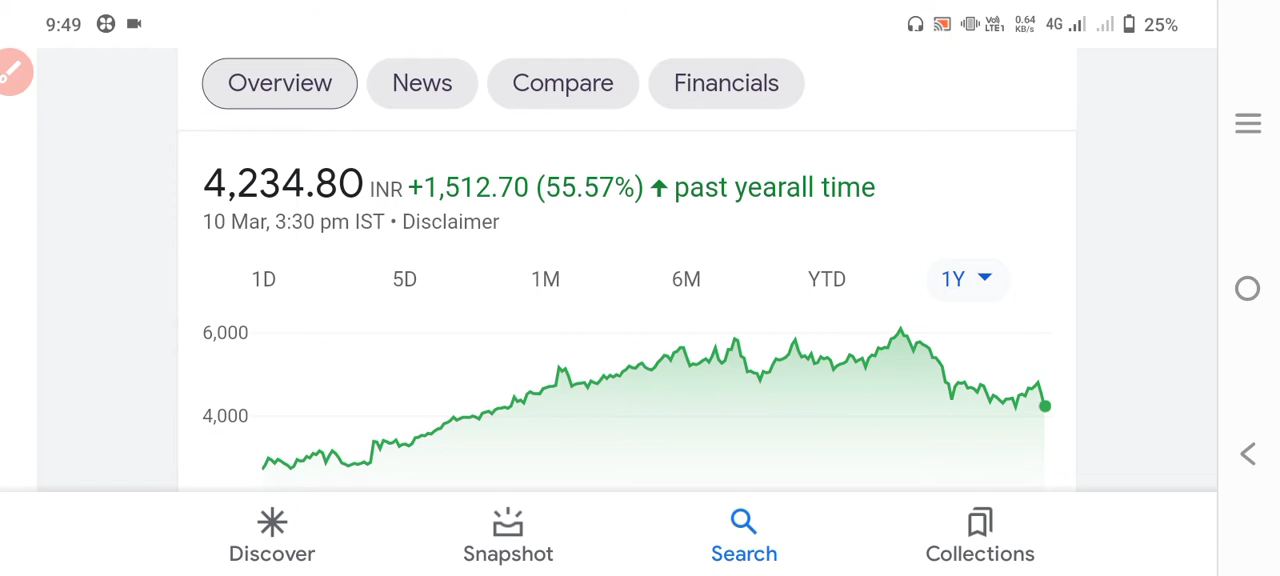 9:49 Vo) LTE1 0.64 KB/s 4G 25%
Overview News Compare Financials
4,234.80 INR +1,512.70 (55.57%) ↑ past yearall time
10 Mar, 3:30 pm IST • Disclaimer
1D 5D 1M 6M YTD 1Y
6,000
4,000
Discover Snapshot Search Collections